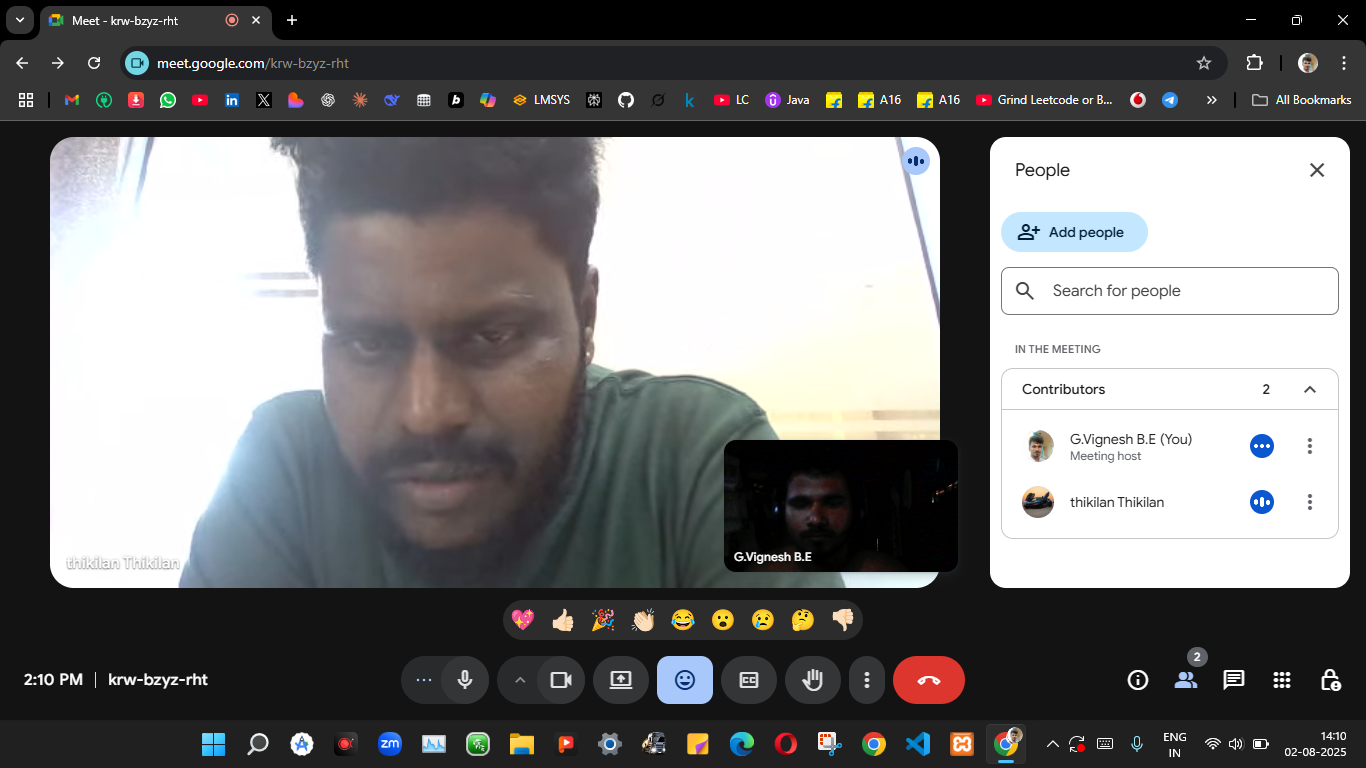 Meet - krw-bzyz-rht
meet.google.com/krw-bzyz-rht
LMSYS
LC
Java
A16
A16
Grind Leetcode or B...
All Bookmarks
thikilan Thikilan
G.Vignesh B.E
People
Add people
Search for people
IN THE MEETING
Contributors 2
G.Vignesh B.E (You)
Meeting host
thikilan Thikilan
2:10 PM | krw-bzyz-rht
2
zm
ENG
IN
14:10
02-08-2025